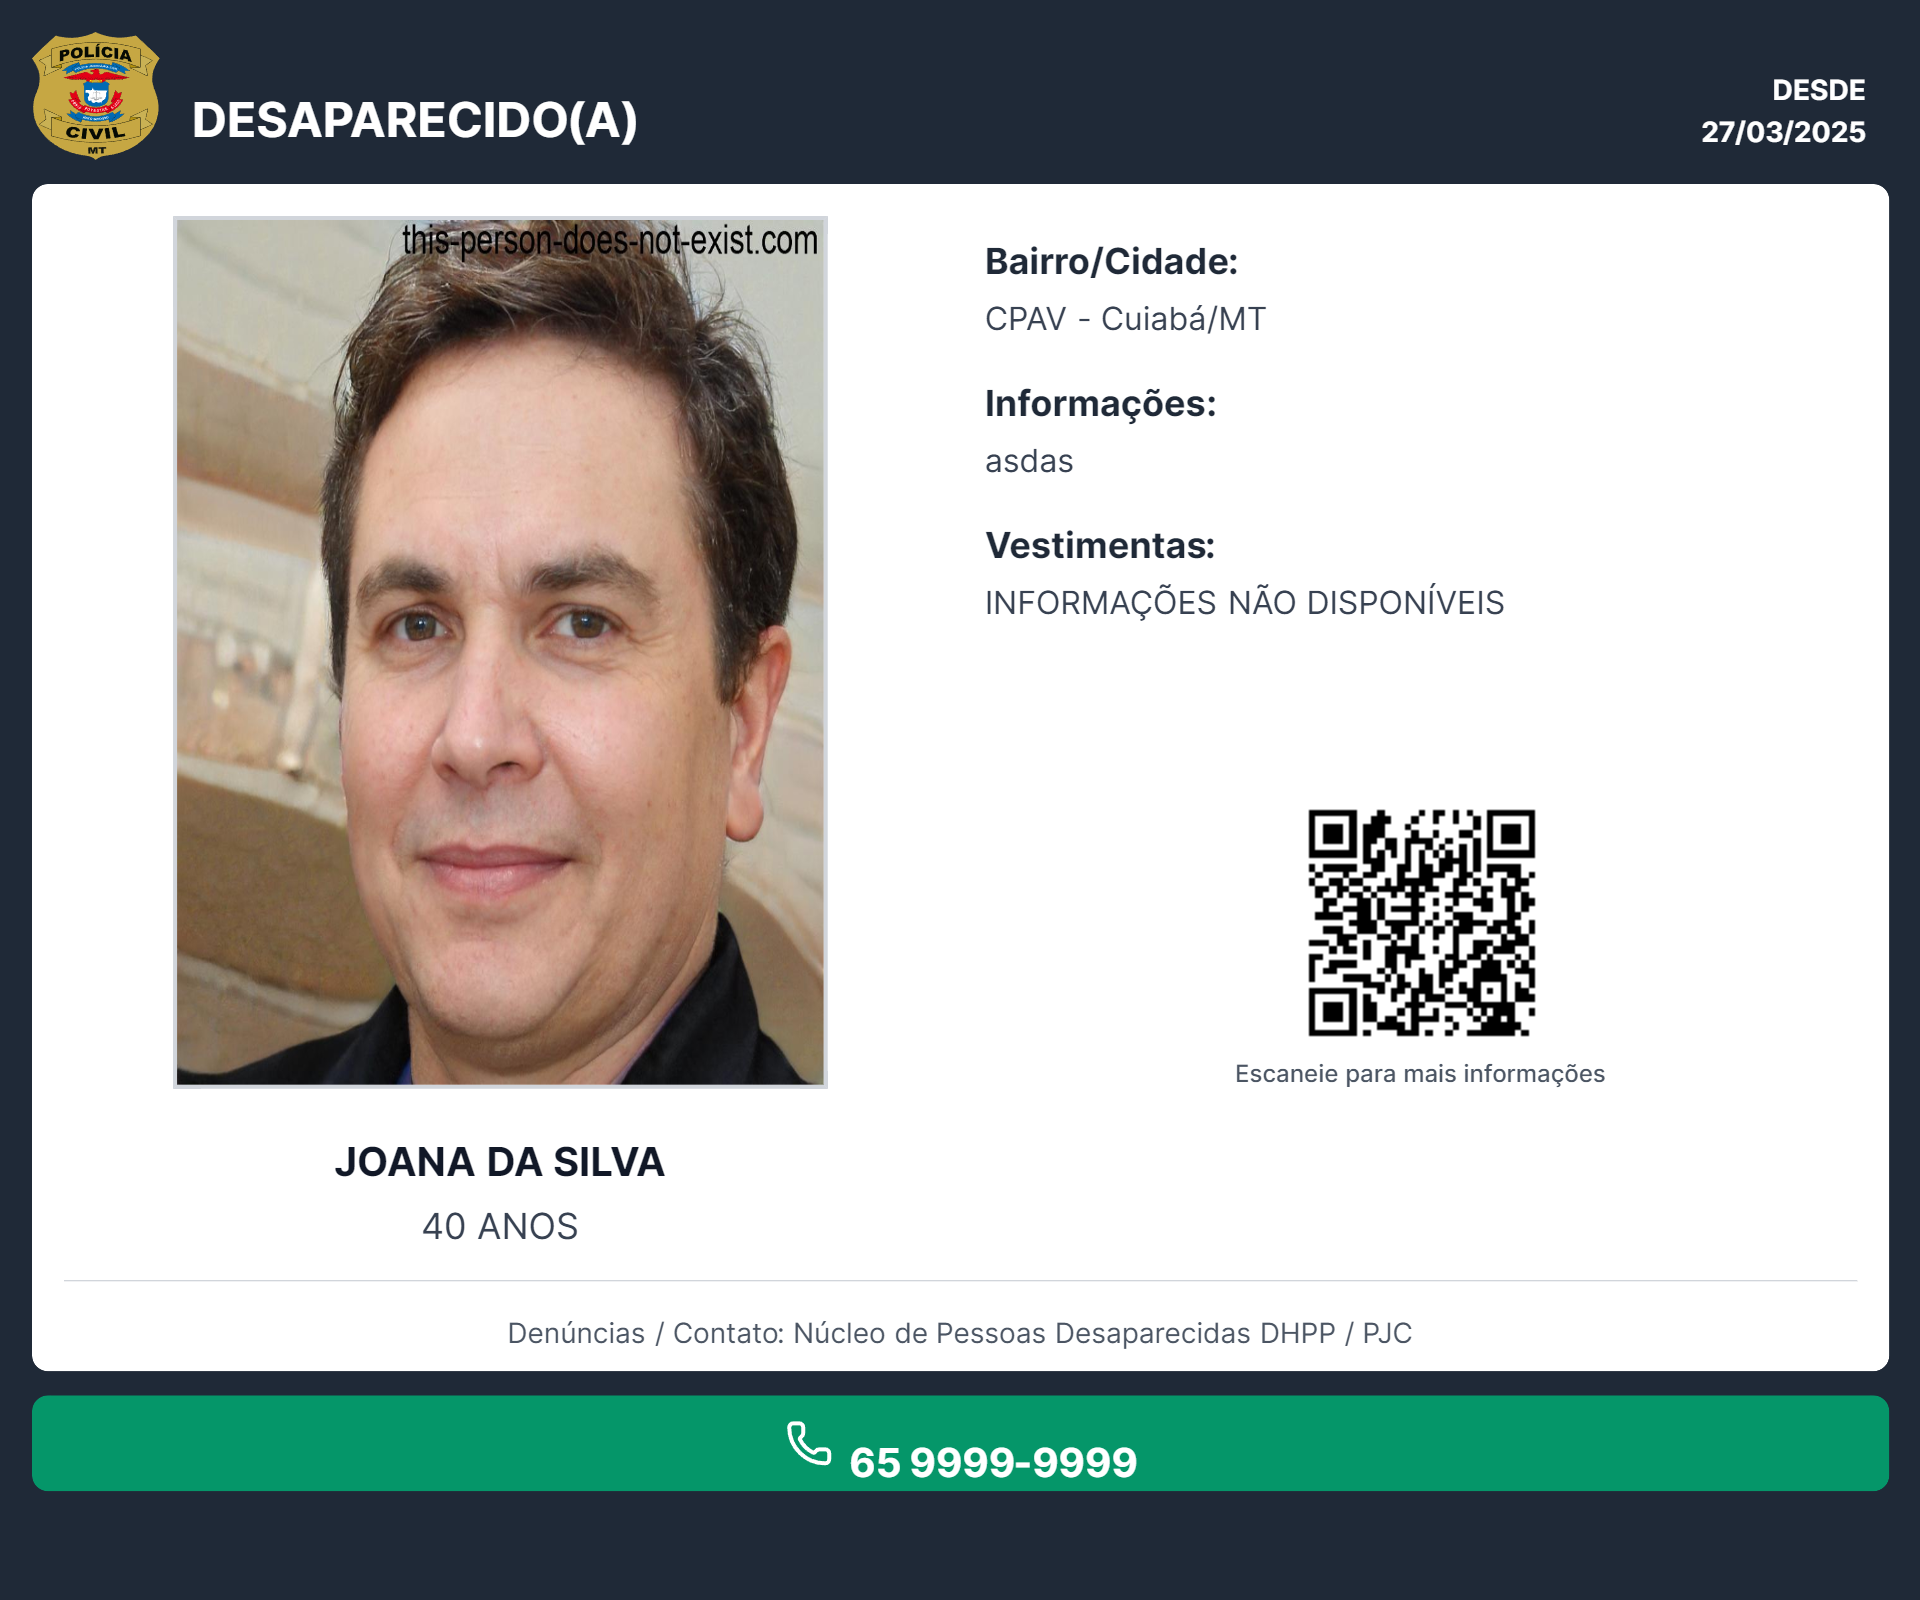 POLÍCIA
CIVIL
MT
DESAPARECIDO(A)
DESDE
27/03/2025
this-person-does-not-exist.com
Bairro/Cidade:
CPAV - Cuiabá/MT
Informações:
asdas
Vestimentas:
INFORMAÇÕES NÃO DISPONÍVEIS
Escaneie para mais informações
JOANA DA SILVA
40 ANOS
Denúncias / Contato: Núcleo de Pessoas Desaparecidas DHPP / PJC
65 9999-9999